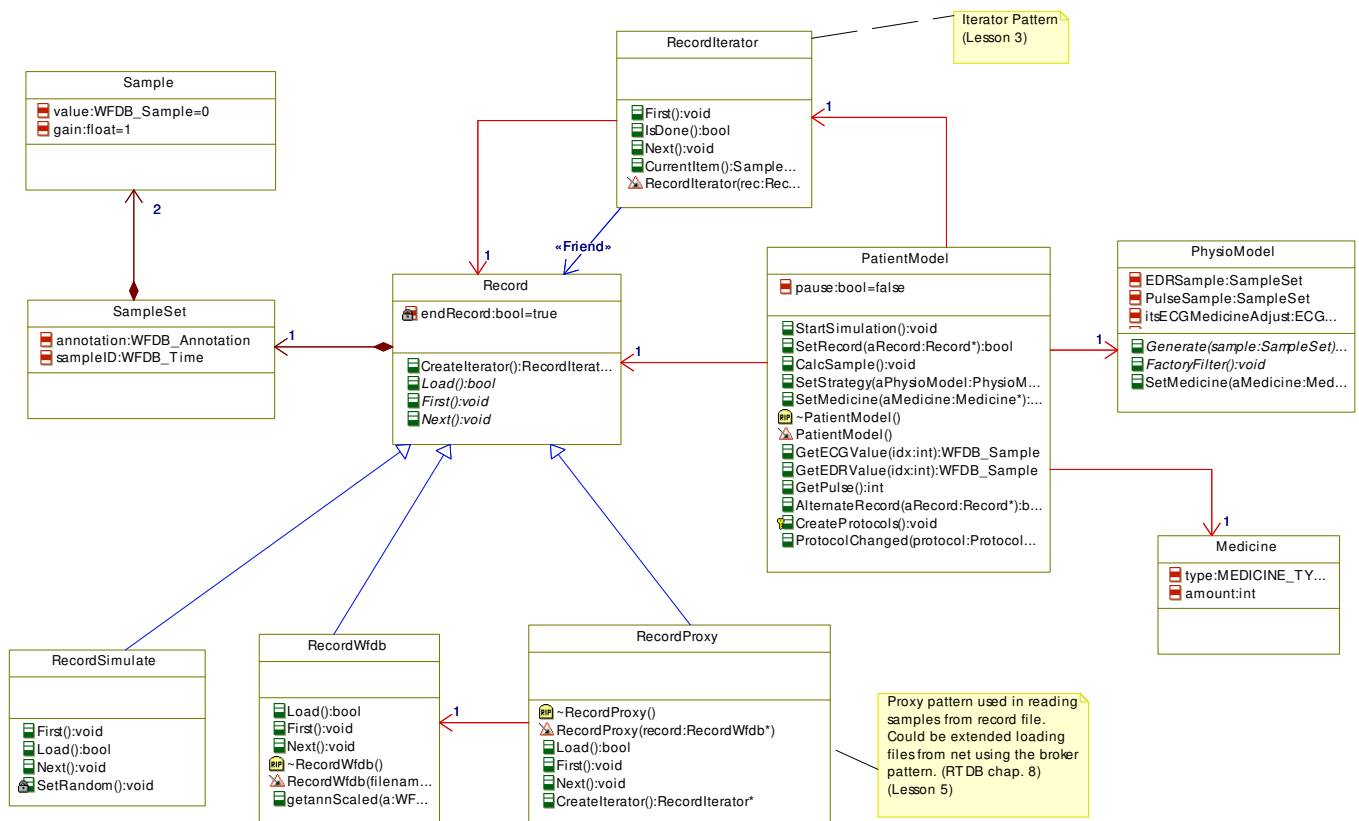 Iterator Pattern
(Lesson 3)
RecordIterator
First():void
IsDone():bool
Next():void
CurrentItem():Sample...
RecordIterator(rec:Rec...
Sample
value:WFDB_Sample=0
gain:float=1
2
1
1
«Friend»
SampleSet
annotation:WFDB_Annotation
sampleID:WFDB_Time
1
Record
endRecord:bool=true
CreateIterator():RecordIterat...
Load():bool
First():void
Next():void
1
PatientModel
pause:bool=false
StartSimulation():void
SetRecord(aRecord:Record*):bool
CalcSample():void
SetStrategy(aPhysioModel:PhysioM...
SetMedicine(aMedicine:Medicine*):...
RIP ~PatientModel()
PatientModel()
GetECGValue(idx:int):WFDB_Sample
GetEDRValue(idx:int):WFDB_Sample
GetPulse():int
AlternateRecord(aRecord:Record*):b...
CreateProtocols():void
ProtocolChanged(protocol:Protocol...
1
PhysioModel
EDRSample:SampleSet
PulseSample:SampleSet
itsECGMedicineAdjust:ECG...
Generate(sample:SampleSet)...
FactoryFilter():void
SetMedicine(aMedicine:Med...
1
Medicine
type:MEDICINE_TY...
amount:int
RecordSimulate
First():void
Load():bool
Next():void
SetRandom():void
RecordWfdb
Load():bool
First():void
Next():void
RIP ~RecordWfdb()
RecordWfdb(filenam...
getannScaled(a:WF...
1
RecordProxy
RIP ~RecordProxy()
RecordProxy(record:RecordWfdb*)
Load():bool
First():void
Next():void
CreateIterator():RecordIterator*
Proxy pattern used in reading
samples from record file.
Could be extended loading
files from net using the broker
pattern. (RTDB chap. 8)
(Lesson 5)